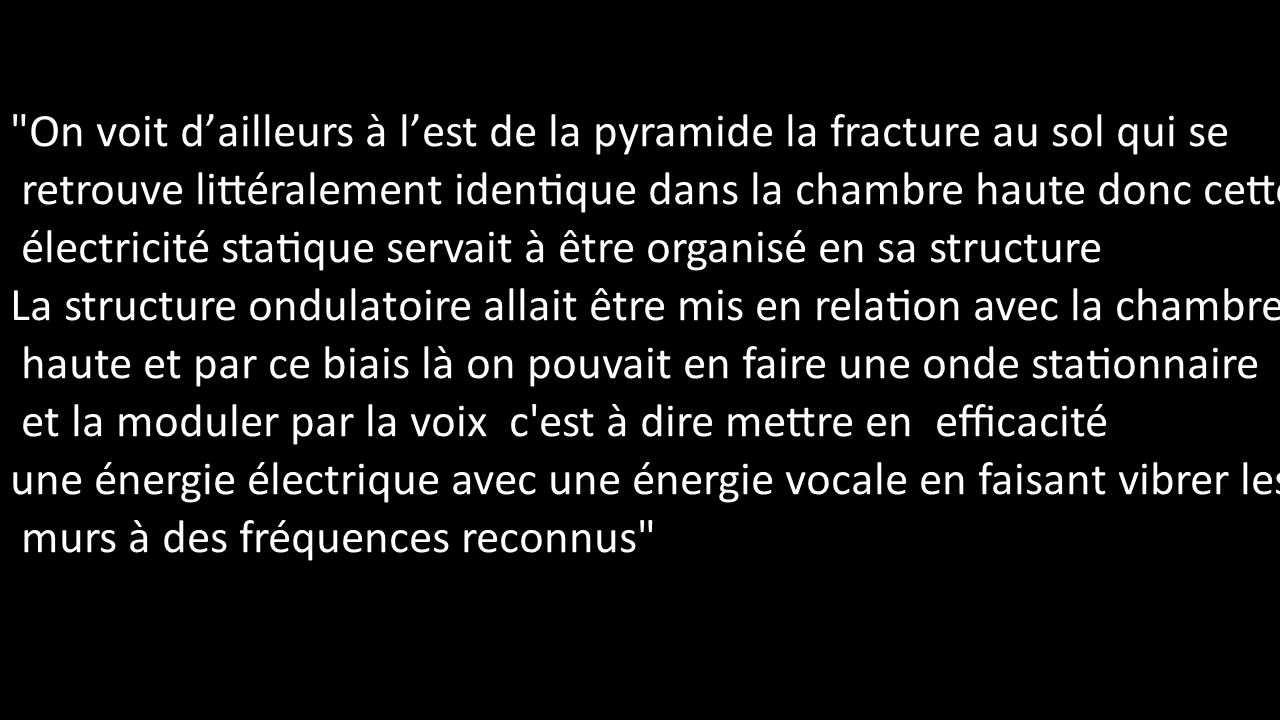 "On voit d’ailleurs à l’est de la pyramide la fracture au sol qui se
retrouve littéralement identique dans la chambre haute donc cette
électricité statique servait à être organisé en sa structure
La structure ondulatoire allait être mis en relation avec la chambre
haute et par ce biais là on pouvait en faire une onde stationnaire
et la moduler par la voix  c'est à dire mettre en  efficacité
une énergie électrique avec une énergie vocale en faisant vibrer les
murs à des fréquences reconnus"